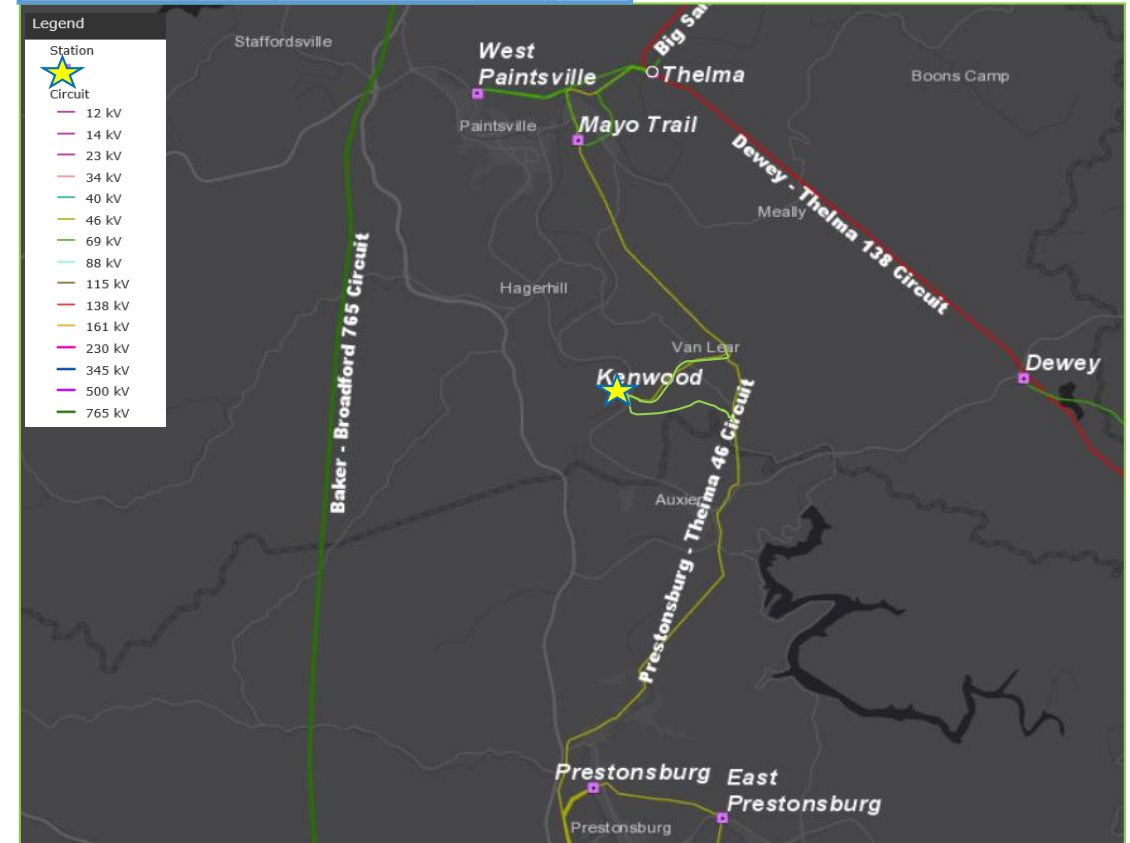 Legend
Station
Circuit
12 kV
14 kV
23 kV
34 kV
40 kV
46 kV
69 kV
88 kV
115 kV
138 kV
161 kV
230 kV
345 kV
500 kV
765 kV
Staffordsville
West
Paintsville
Big Sa
Thelma
Boons Camp
Paintsville
Mayo Trail
Dewey - Thelma 138 Circuit
Meally
Baker - Broadford 765 Circuit
Hagerhill
Van Lear
Kenwood
Dewey
Prestonsburg - Thelma 46 Circuit
Auxier
Prestonsburg
East
Prestonsburg
Prestonsburg